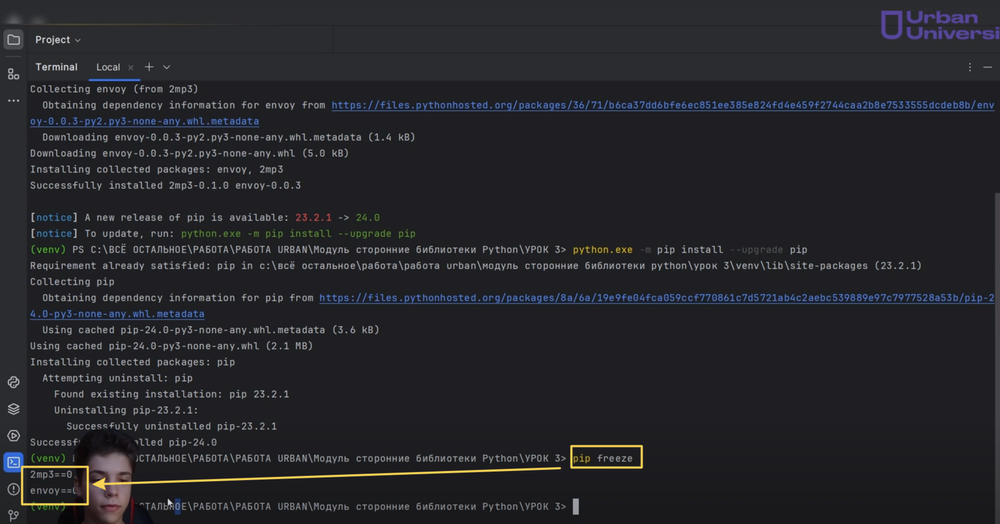 Urban
Universi
Project
Terminal Local
Collecting envoy (from 2mp3)
Obtaining dependency information for envoy from https://files.pythonhosted.org/packages/36/71/b6ca37dd6bfe6ec851ee385e824fd4e459f2744caa2b8e7533555dcdeb8b/env
oy-0.0.3-py2.py3-none-any.whl.metadata
Downloading envoy-0.0.3-py2.py3-none-any.whl.metadata (1.4 kB)
Downloading envoy-0.0.3-py2.py3-none-any.whl (5.0 kB)
Installing collected packages: envoy, 2mp3
Successfully installed 2mp3-0.1.0 envoy-0.0.3
[notice] A new release of pip is available: 23.2.1 -> 24.0
[notice] To update, run: python.exe -m pip install --upgrade pip
(venv) PS C:\ВСЁ ОСТАЛЬНОЕ\РАБОТА\РАБОТА URBAN\Модуль сторонние библиотеки Python\УРОК 3> python.exe -m pip install --upgrade pip
Requirement already satisfied: pip in c:\всё остальное\работа\работа urban\модуль сторонние библиотеки python\урок 3\venv\lib\site-packages (23.2.1)
Collecting pip
Obtaining dependency information for pip from https://files.pythonhosted.org/packages/8a/6a/19e9fe04fca059ccf770861c7d5721ab4c2aebc539889e97c7977528a53b/pip-2
4.0-py3-none-any.whl.metadata
Using cached pip-24.0-py3-none-any.whl.metadata (3.6 kB)
Using cached pip-24.0-py3-none-any.whl (2.1 MB)
Installing collected packages: pip
Attempting uninstall: pip
Found existing installation: pip 23.2.1
Uninstalling pip-23.2.1:
Successfully uninstalled pip-23.2.1
Successf lled pip-24.0
(venv) СТАЛЬНОЕ\РАБОТА\РАБОТА URBAN\Модуль сторонние библиотеки Python\УРОК 3> pip freeze
2mp3==0
envoy==0
(venv) СТАЛЬНОЕ\РАБОТА\РАБОТА URBAN\Модуль сторонние библиотеки Python\УРОК 3>